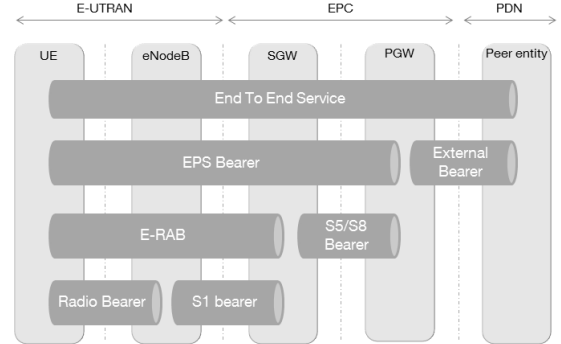 E-UTRAN EPC PDN
UE eNodeB SGW PGW Peer entity
End To End Service
EPS Bearer
External
Bearer
E-RAB
S5/S8
Bearer
Radio Bearer
S1 bearer